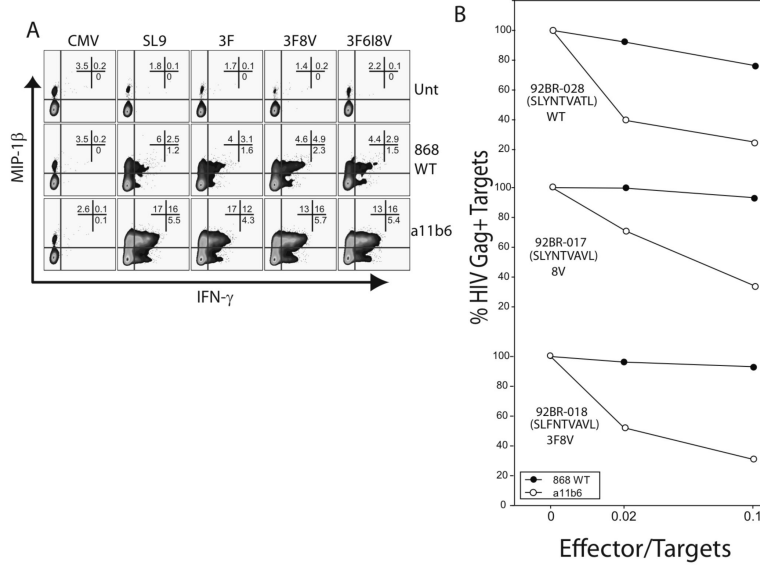 A
CMV SL9 3F 3F8V 3F6I8V
3.5 0.2
0
1.8 0.1
0
1.7 0.1
0
1.4 0.2
0
2.2 0.1
0
Unt
3.5 0.2
0
6 2.5
1.2
4 3.1
1.6
4.6 4.9
2.3
4.4 2.9
1.5
868
WT
2.6 0.1
0.1
17 16
5.5
17 12
4.3
13 16
5.7
13 16
5.4
a11b6
MIP-1β
IFN-γ
B
% HIV Gag+ Targets
100
80
60
40
20
92BR-028
(SLYNTVATL)
WT
100
80
60
40
20
92BR-017
(SLYNTVAVL)
8V
100
80
60
40
20
0
92BR-018
(SLFNTVAVL)
3F8V
868 WT
a11b6
0 0.02 0.1
Effector/Targets